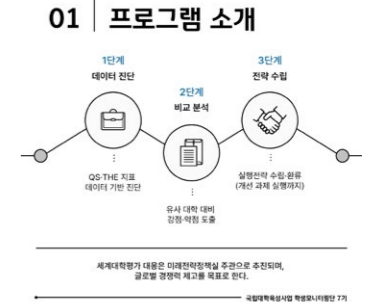 01 프로그램 소개
1단계
데이터 진단
2단계
비교 분석
3단계
전략 수립
QS·THE 지표
데이터 기반 진단
유사 대학 대비
강점·약점 도출
실행전략 수립·완류
(개선 과제 실행까지)
세계대학평가 대응은 미래전략정책실 주관으로 추진되며,
글로벌 경쟁력 제고를 목표로 한다.
국립대학육성사업 학생모니터링단 7기